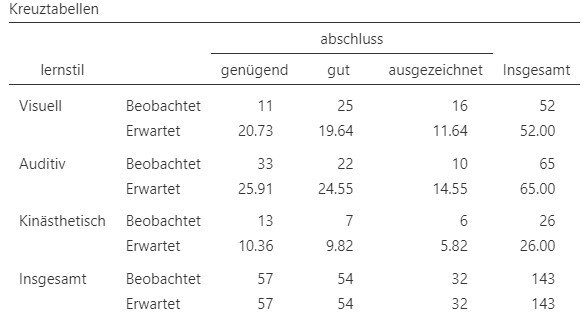 Kreuztabellen
abschluss
lernstil genügend gut ausgezeichnet Insgesamt
Visuell Beobachtet 11 25 16 52
Erwartet 20.73 19.64 11.64 52.00
Auditiv Beobachtet 33 22 10 65
Erwartet 25.91 24.55 14.55 65.00
Kinästhetisch Beobachtet 13 7 6 26
Erwartet 10.36 9.82 5.82 26.00
Insgesamt Beobachtet 57 54 32 143
Erwartet 57 54 32 143